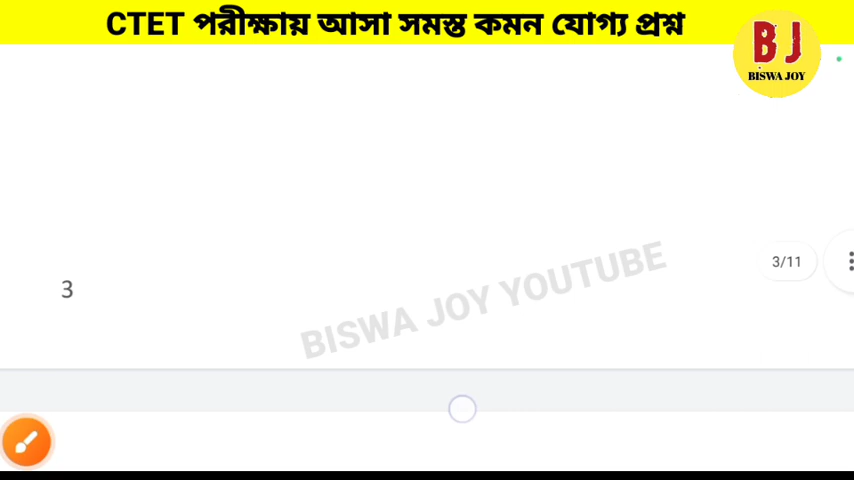 CTET পরীক্ষায় আসা সমস্ত কমন যোগ্য প্রশ্ন
BJ
BISWA JOY
3/11
3
BISWA JOY YOUTUBE